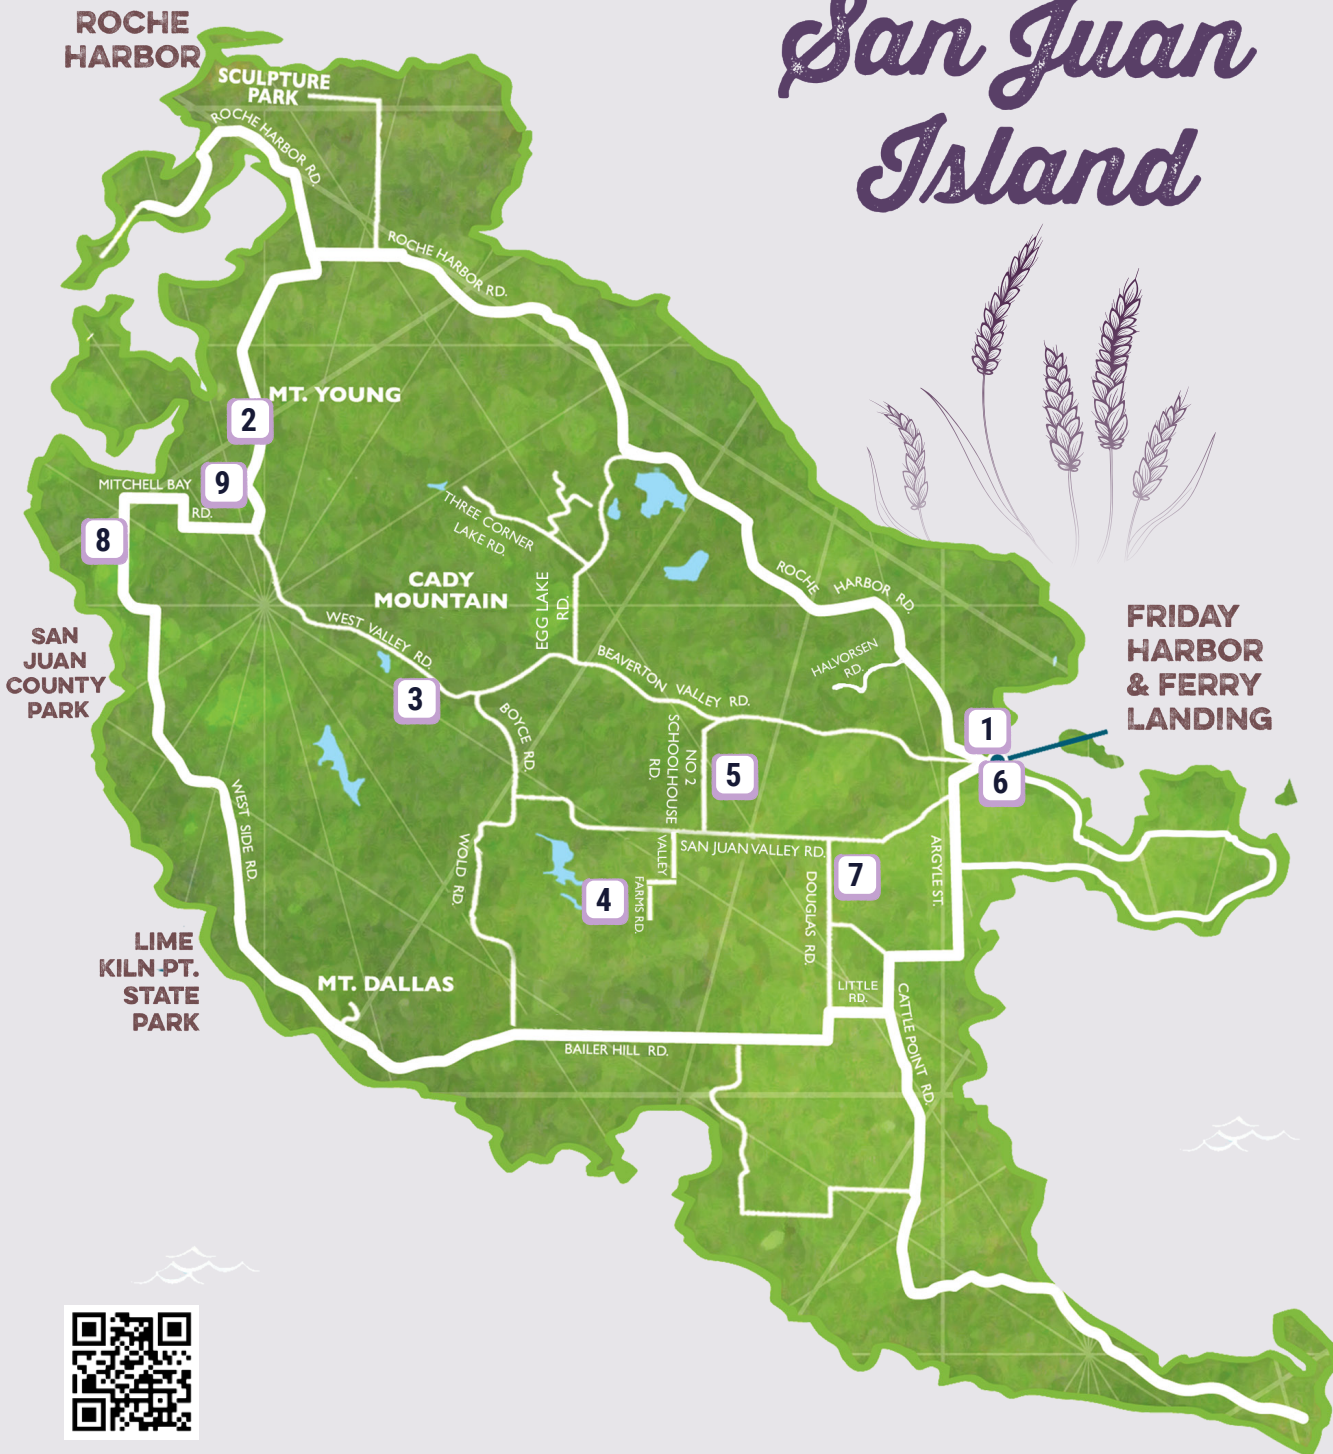 San Juan
Island
ROCHE
HARBOR
SCULPTURE
PARK
ROCHE HARBOR RD.
ROCHE HARBOR RD.
MT. YOUNG
2
9
MITCHELL BAY
RD.
8
THREE CORNER
LAKE RD.
CADY
MOUNTAIN
EGG LAKE
RD.
ROCHE HARBOR RD.
FRIDAY
HARBOR
& FERRY
LANDING
SAN
JUAN
COUNTY
PARK
WEST VALLEY RD.
HALVORSEN
RD.
BEAVERTON VALLEY RD.
3
BOYCE RD.
NO 2
SCHOOLHOUSE
RD.
1
5
6
WEST SIDE RD.
WOLD RD.
VALLEY
FARMS RD.
SAN JUAN VALLEY RD.
ARGYLE ST.
4
7
DOUGLAS RD.
LIME
KILN PT.
STATE
PARK
MT. DALLAS
LITTLE
RD.
CATTLE POINT RD.
BAILER HILL RD.